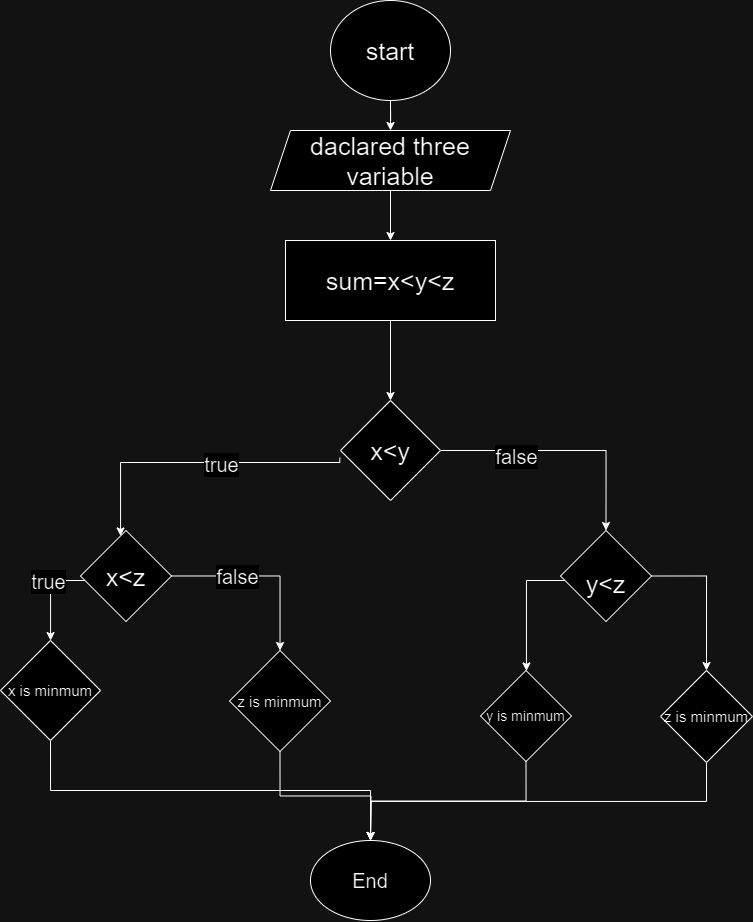 start
daclared three
variable
sum=x<y<z
x<y
true
false
x<z
y<z
true
false
x is minmum
z is minmum
y is minmum
z is minmum
End